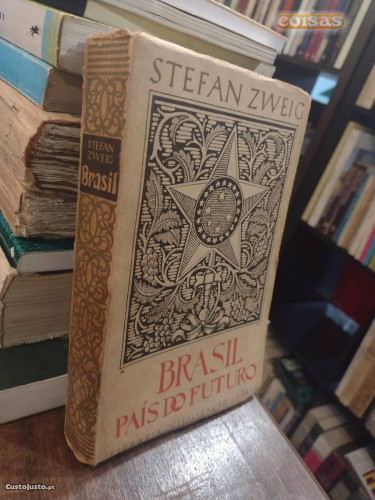 coisas
STEFAN ZWEIG
STEFAN
ZWEIG
Brasil
BRASIL
PAÍS DO FUTURO
CustoJusto.pt